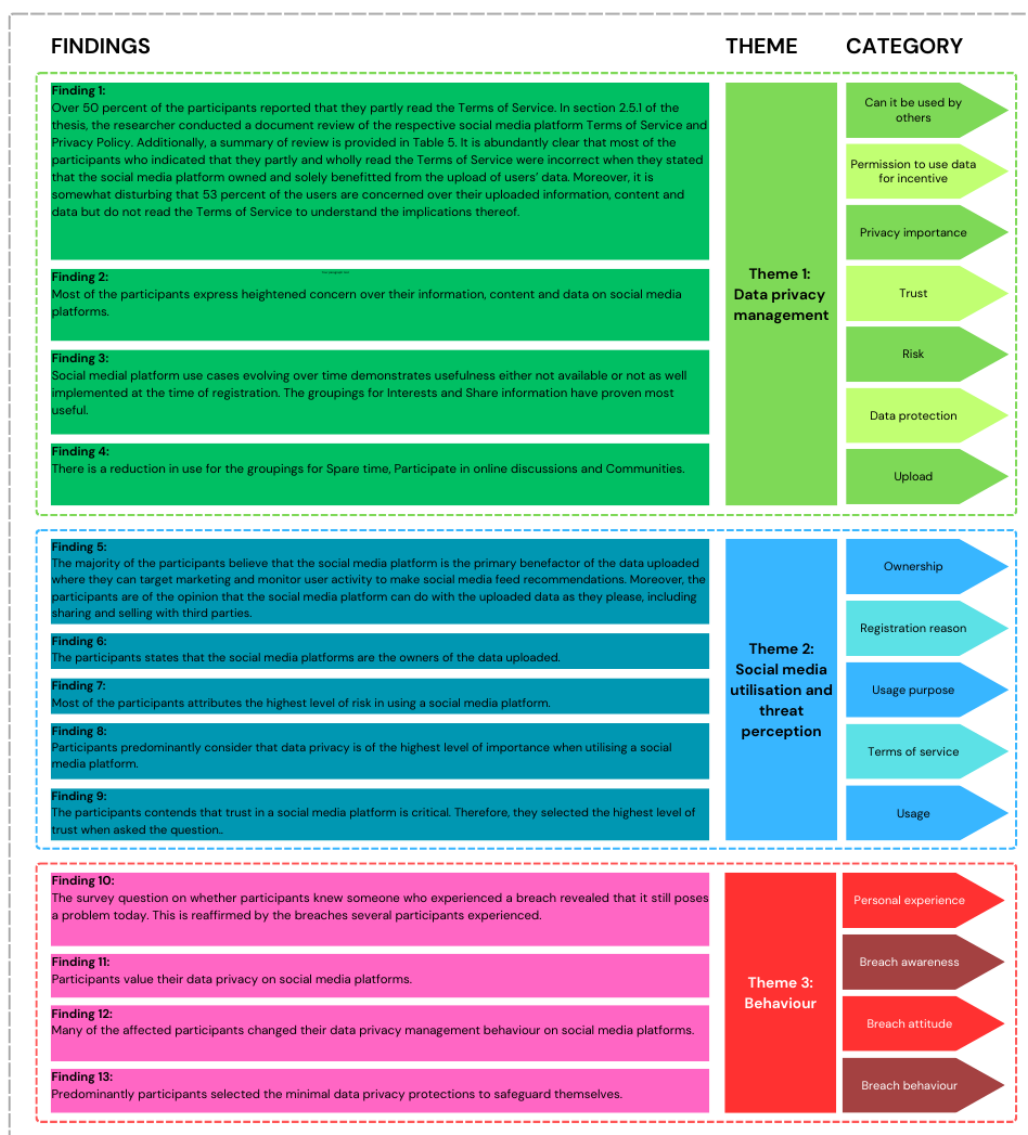 FINDINGS
THEME
CATEGORY
Finding 1:
Over 50 percent of the participants reported that they partly read the Terms of Service. In section 2.5.1 of the
thesis, the researcher conducted a document review of the respective social media platform Terms of Service and
Privacy Policy. Additionally, a summary of review is provided in Table 5. It is abundantly clear that most of the
participants who indicated that they partly and wholly read the Terms of Service were incorrect when they stated
that the social media platform owned and solely benefitted from the upload of users' data. Moreover, it is
somewhat disturbing that 53 percent of the users are concerned over their uploaded information, content and
data but do not read the Terms of Service to understand the implications thereof.
Finding 2:
Most of the participants express heightened concern over their information, content and data on social media
platforms.
Finding 3:
Social medial platform use cases evolving over time demonstrates usefulness either not available or not as well
implemented at the time of registration. The groupings for Interests and Share information have proven most
useful.
Finding 4:
There is a reduction in use for the groupings for Spare time, Participate in online discussions and Communities.
Theme 1:
Data privacy
management
Can it be used by
others
Permission to use data
for incentive
Privacy importance
Trust
Risk
Data protection
Upload
Finding 5:
The majority of the participants believe that the social media platform is the primary benefactor of the data uploaded
where they can target marketing and monitor user activity to make social media feed recommendations. Moreover, the
participants are of the opinion that the social media platform can do with the uploaded data as they please, including
sharing and selling with third parties.
Finding 6:
The participants states that the social media platforms are the owners of the data uploaded.
Finding 7:
Most of the participants attributes the highest level of risk in using a social media platform.
Finding 8:
Participants predominantly consider that data privacy is of the highest level of importance when utilising a social
media platform.
Finding 9:
The participants contends that trust in a social media platform is critical. Therefore, they selected the highest level of
trust when asked the question..
Theme 2:
Social media
utilisation and
threat
perception
Ownership
Registration reason
Usage purpose
Terms of service
Usage
Finding 10:
The survey question on whether participants knew someone who experienced a breach revealed that it still poses
a problem today. This is reaffirmed by the breaches several participants experienced.
Finding 11:
Participants value their data privacy on social media platforms.
Finding 12:
Many of the affected participants changed their data privacy management behaviour on social media platforms.
Finding 13:
Predominantly participants selected the minimal data privacy protections to safeguard themselves.
Theme 3:
Behaviour
Personal experience
Breach awareness
Breach attitude
Breach behaviour